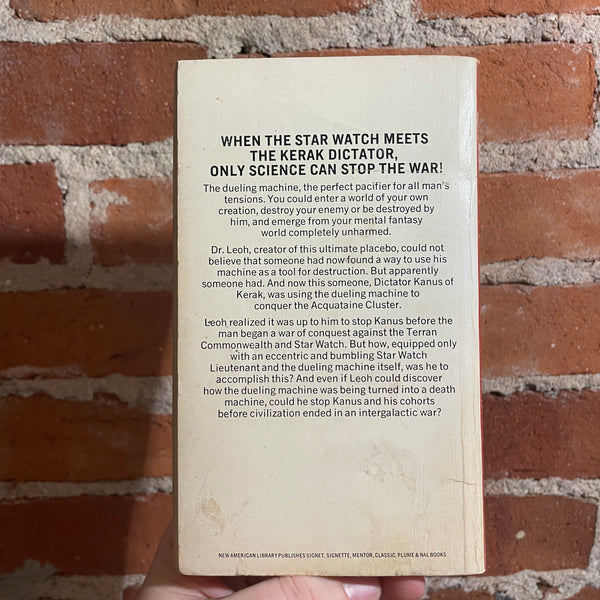 WHEN THE STAR WATCH MEETS
THE KERAK DICTATOR,
ONLY SCIENCE CAN STOP THE WAR!
The dueling machine, the perfect pacifier for all man's
tensions. You could enter a world of your own
creation, destroy your enemy or be destroyed by
him, and emerge from your mental fantasy
world completely unharmed.
Dr. Leoh, creator of this ultimate placebo, could not
believe that someone had now found a way to use his
machine as a tool for destruction. But apparently
someone had. And now this someone, Dictator Kanus of
Kerak, was using the dueling machine to
conquer the Acquataine Cluster.
Leoh realized it was up to him to stop Kanus before the
man began a war of conquest against the Terran
Commonwealth and Star Watch. But how, equipped only
with an eccentric and bumbling Star Watch
Lieutenant and the dueling machine itself, was he to
accomplish this? And even if Leoh could discover
how the dueling machine was being turned into a death
machine, could he stop Kanus and his cohorts
before civilization ended in an intergalactic war?
NEW AMERICAN LIBRARY PUBLISHES SIGNET, SIGNETTE, MENTOR, CLASSIC, PLUME & NAL BOOKS